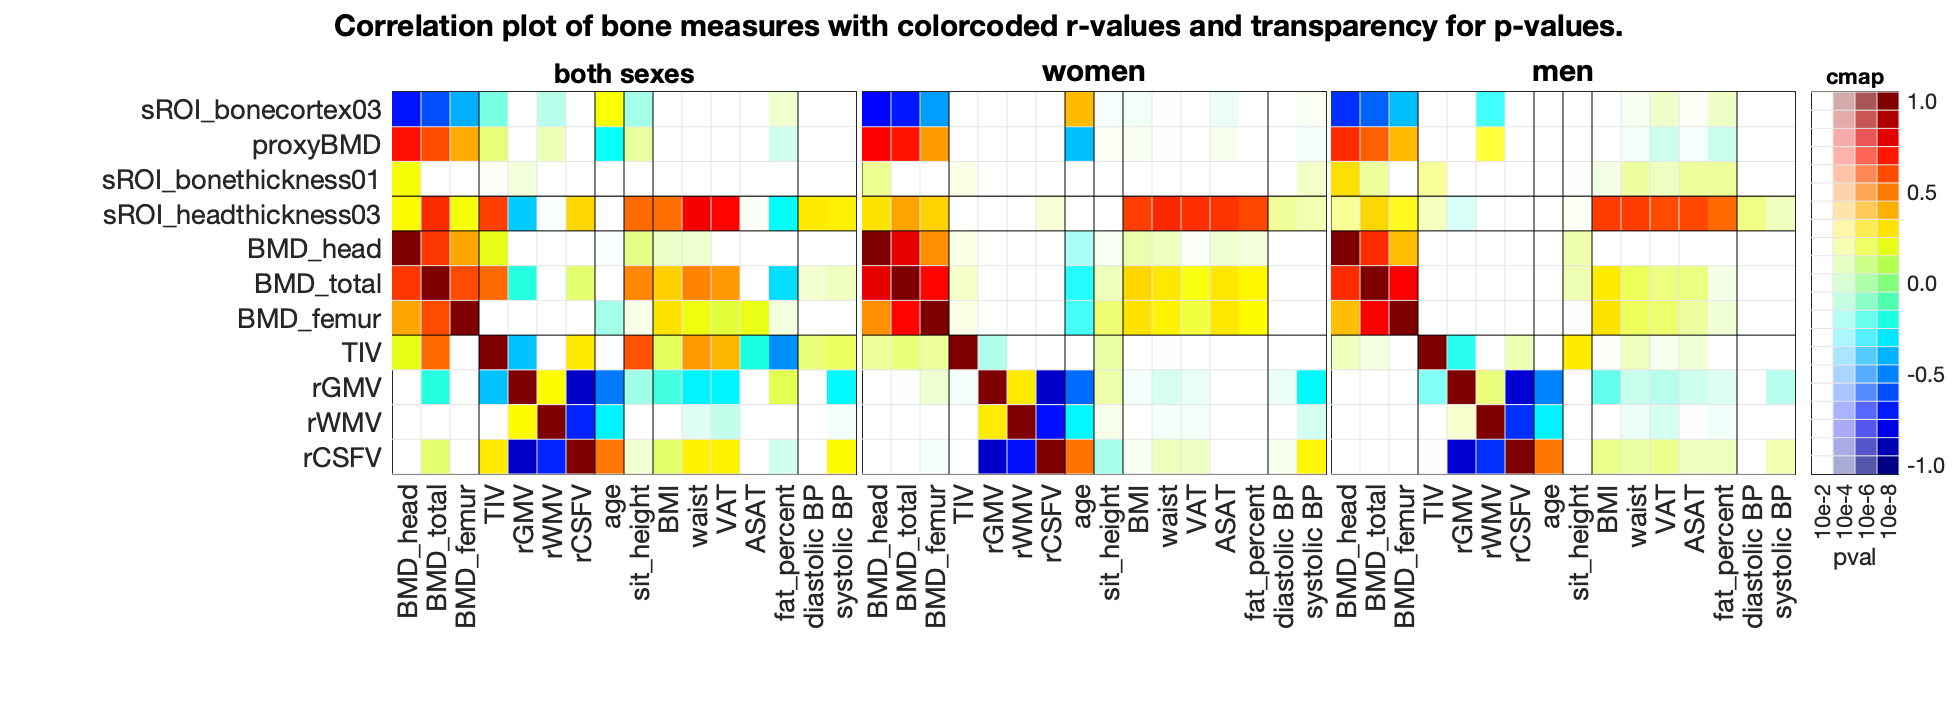 Correlation plot of bone measures with colorcoded r-values and transparency for p-values.
both sexes
women
men
cmap
sROI_bonecortex03
proxyBMD
sROI_bonethickness01
sROI_headthickness03
BMD_head
BMD_total
BMD_femur
TIV
rGMV
rWMV
rCSFV
BMD_head
BMD_total
BMD_femur
TIV
rGMV
rWMV
rCSFV
age
sit_height
BMI
waist
VAT
ASAT
fat_percent
diastolic BP
systolic BP
BMD_head
BMD_total
BMD_femur
TIV
rGMV
rWMV
rCSFV
age
sit_height
BMI
waist
VAT
ASAT
fat_percent
diastolic BP
systolic BP
BMD_head
BMD_total
BMD_femur
TIV
rGMV
rWMV
rCSFV
age
sit_height
BMI
waist
VAT
ASAT
fat_percent
diastolic BP
systolic BP
1.0
0.5
0.0
-0.5
-1.0
10e-2
10e-4
10e-6
10e-8
pval